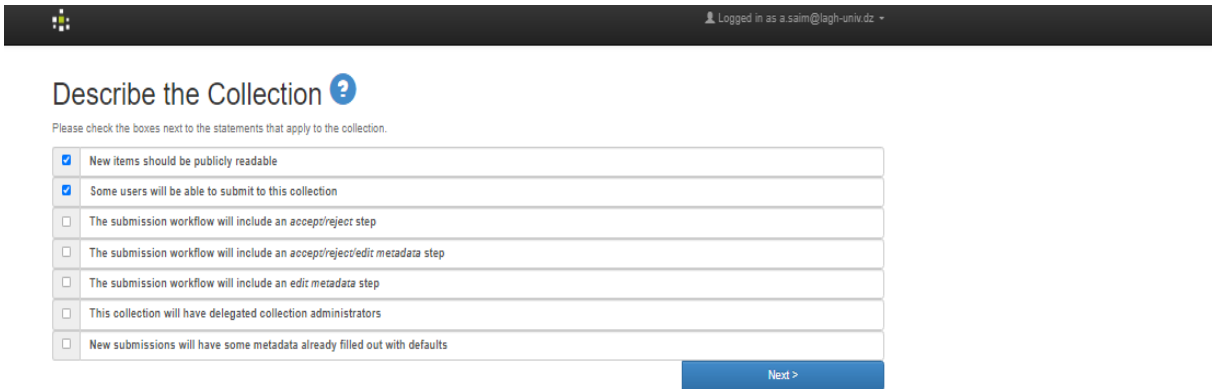 Logged in as a.saim@lagh-univ.dz
Describe the Collection ?
Please check the boxes next to the statements that apply to the collection.
New items should be publicly readable
Some users will be able to submit to this collection
The submission workflow will include an accept/reject step
The submission workflow will include an accept/reject/edit metadata step
The submission workflow will include an edit metadata step
This collection will have delegated collection administrators
New submissions will have some metadata already filled out with defaults
Next >